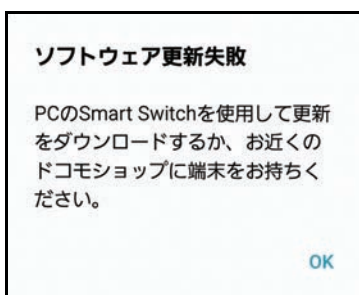 ソフトウェア更新失敗
PCのSmart Switchを使用して更新
をダウンロードするか、お近くの
ドコモショップに端末をお持ちく
ださい。
OK